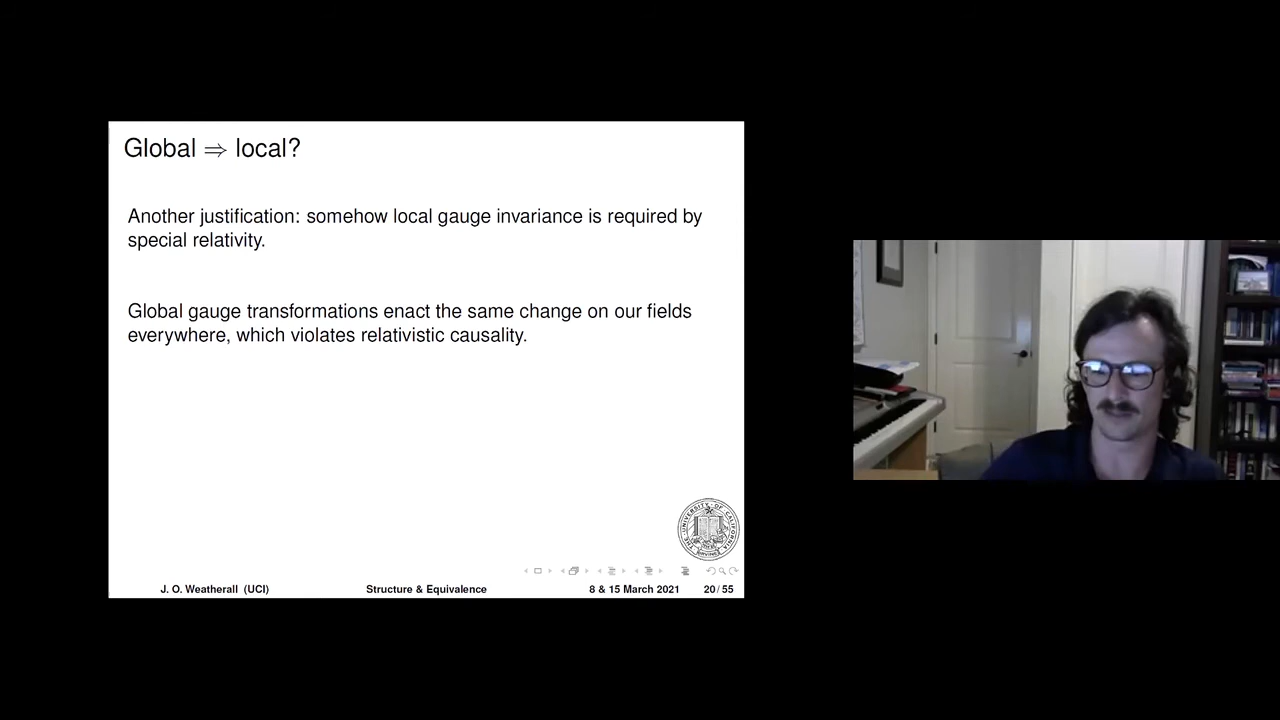 Global ⇒ local?
Another justification: somehow local gauge invariance is required by
special relativity.
Global gauge transformations enact the same change on our fields
everywhere, which violates relativistic causality.
J. O. Weatherall (UCI) Structure & Equivalence 8 & 15 March 2021 20 / 55